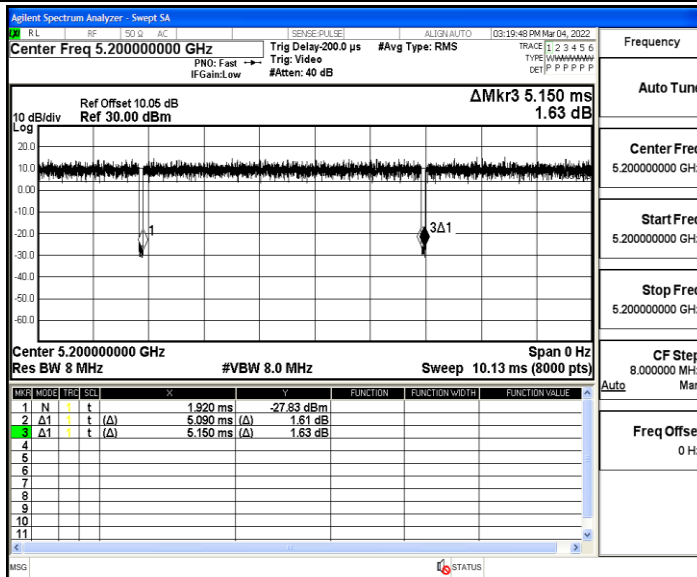 Agilent Spectrum Analyzer - Swept SA
LXI RL RF 50 Ω AC SENSE:PULSE ALIGN AUTO 03:19:48 PM Mar 04, 2022
Center Freq 5.200000000 GHz Trig Delay-200.0 µs #Avg Type: RMS TRACE 1 2 3 4 5 6
PNO: Fast Trig: Video TYPE WWWWWW
IFGain:Low #Atten: 40 dB DET P P P P P P
Ref Offset 10.05 dB ΔMkr3 5.150 ms
10 dB/div Ref 30.00 dBm 1.63 dB
Log
20.0
10.0
0.00
-10.0
1 3Δ1
-20.0
-30.0
-40.0
-50.0
-60.0
Center 5.200000000 GHz Span 0 Hz
Res BW 8 MHz #VBW 8.0 MHz Sweep 10.13 ms (8000 pts)
MKR MODE TRC SCL X Y FUNCTION FUNCTION WIDTH FUNCTION VALUE
1 N 1 t 1.920 ms -27.83 dBm
2 Δ1 1 t (Δ) 5.090 ms (Δ) 1.61 dB
3 Δ1 1 t (Δ) 5.150 ms (Δ) 1.63 dB
4
5
6
7
8
9
10
11
MSG STATUS
Frequency
Auto Tune
Center Freq
5.200000000 GHz
Start Freq
5.200000000 GHz
Stop Freq
5.200000000 GHz
CF Step
8.000000 MHz
Auto Man
Freq Offset
0 Hz